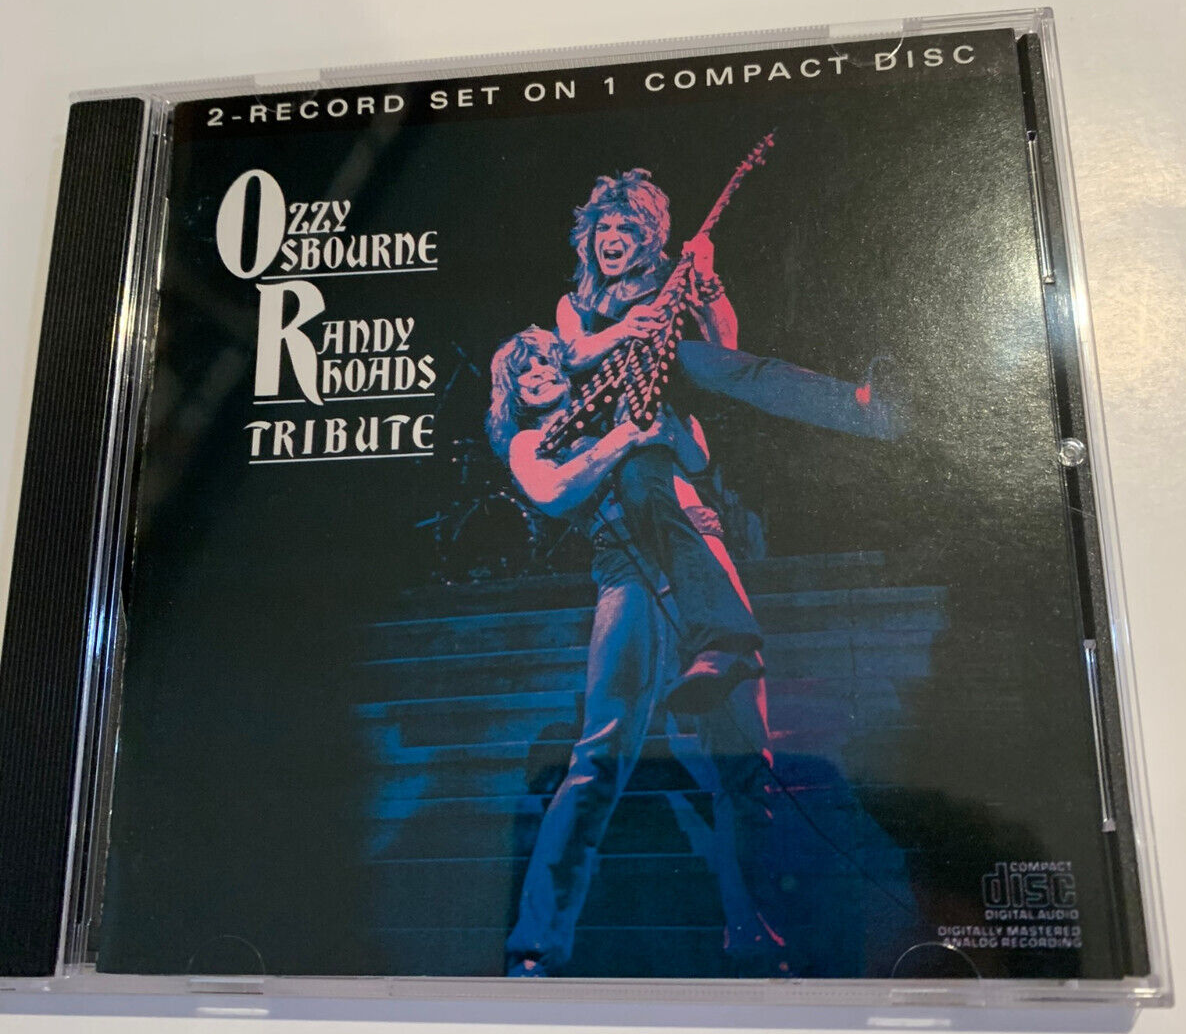 2-RECORD SET ON 1 COMPACT DISC
OZZY
OSBOURNE
RANDY
RHOADS
TRIBUTE
COMPACT
disc
DIGITAL AUDIO
DIGITALLY MASTERED
ANALOG RECORDING